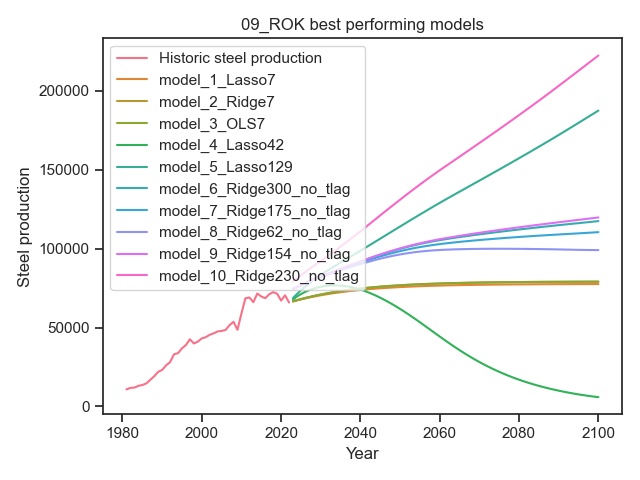 09_ROK best performing models
Historic steel production
model_1_Lasso7
model_2_Ridge7
model_3_OLS7
model_4_Lasso42
model_5_Lasso129
model_6_Ridge300_no_tlag
model_7_Ridge175_no_tlag
model_8_Ridge62_no_tlag
model_9_Ridge154_no_tlag
model_10_Ridge230_no_tlag
Steel production
200000
150000
100000
50000
0
1980 2000 2020 2040 2060 2080 2100
Year